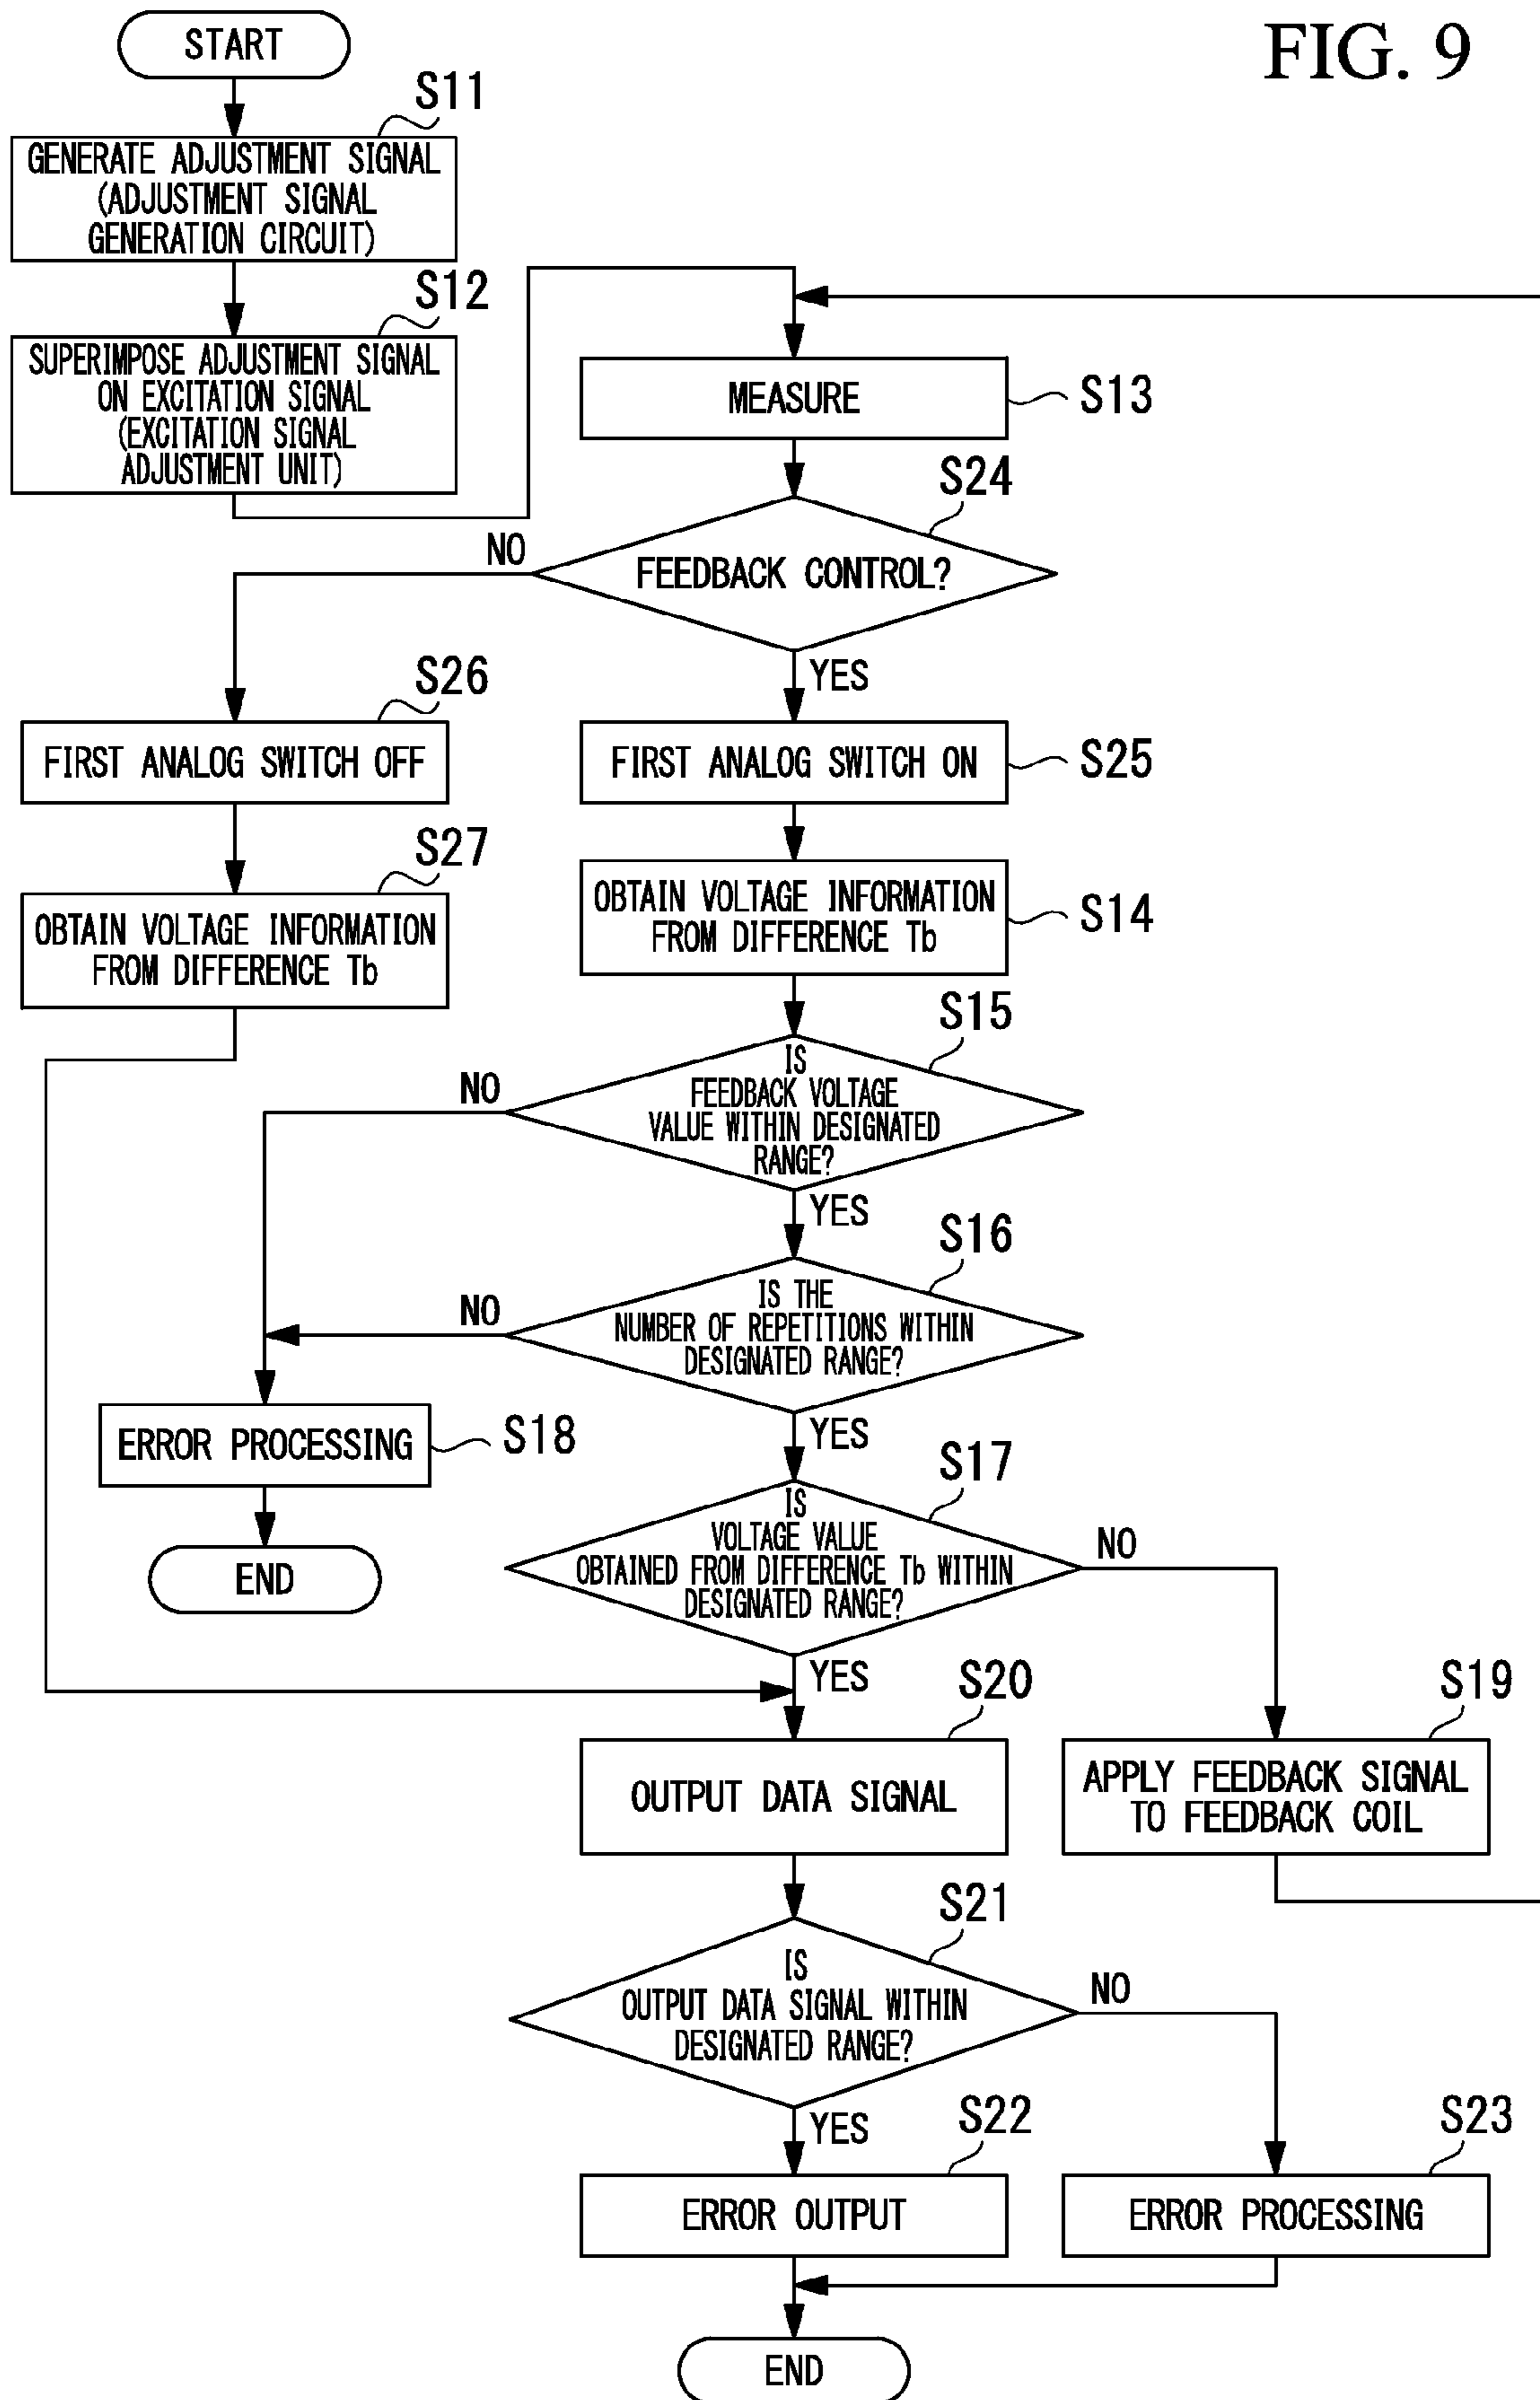 FIG. 9
START
S11
GENERATE ADJUSTMENT SIGNAL
(ADJUSTMENT SIGNAL
GENERATION CIRCUIT)
S12
SUPERIMPOSE ADJUSTMENT SIGNAL
ON EXCITATION SIGNAL
(EXCITATION SIGNAL
ADJUSTMENT UNIT)
MEASURE
S13
S24
FEEDBACK CONTROL?
NO
YES
S26
FIRST ANALOG SWITCH OFF
FIRST ANALOG SWITCH ON
S25
S27
OBTAIN VOLTAGE INFORMATION
FROM DIFFERENCE Tb
OBTAIN VOLTAGE INFORMATION
FROM DIFFERENCE Tb
S14
S15
IS
FEEDBACK VOLTAGE
VALUE WITHIN DESIGNATED
RANGE?
NO
YES
S16
IS THE
NUMBER OF REPETITIONS WITHIN
DESIGNATED RANGE?
NO
YES
ERROR PROCESSING
S18
END
S17
IS
VOLTAGE VALUE
OBTAINED FROM DIFFERENCE Tb WITHIN
DESIGNATED RANGE?
NO
YES
S20
OUTPUT DATA SIGNAL
S19
APPLY FEEDBACK SIGNAL
TO FEEDBACK COIL
S21
IS
OUTPUT DATA SIGNAL WITHIN
DESIGNATED RANGE?
NO
YES
S22
ERROR OUTPUT
S23
ERROR PROCESSING
END